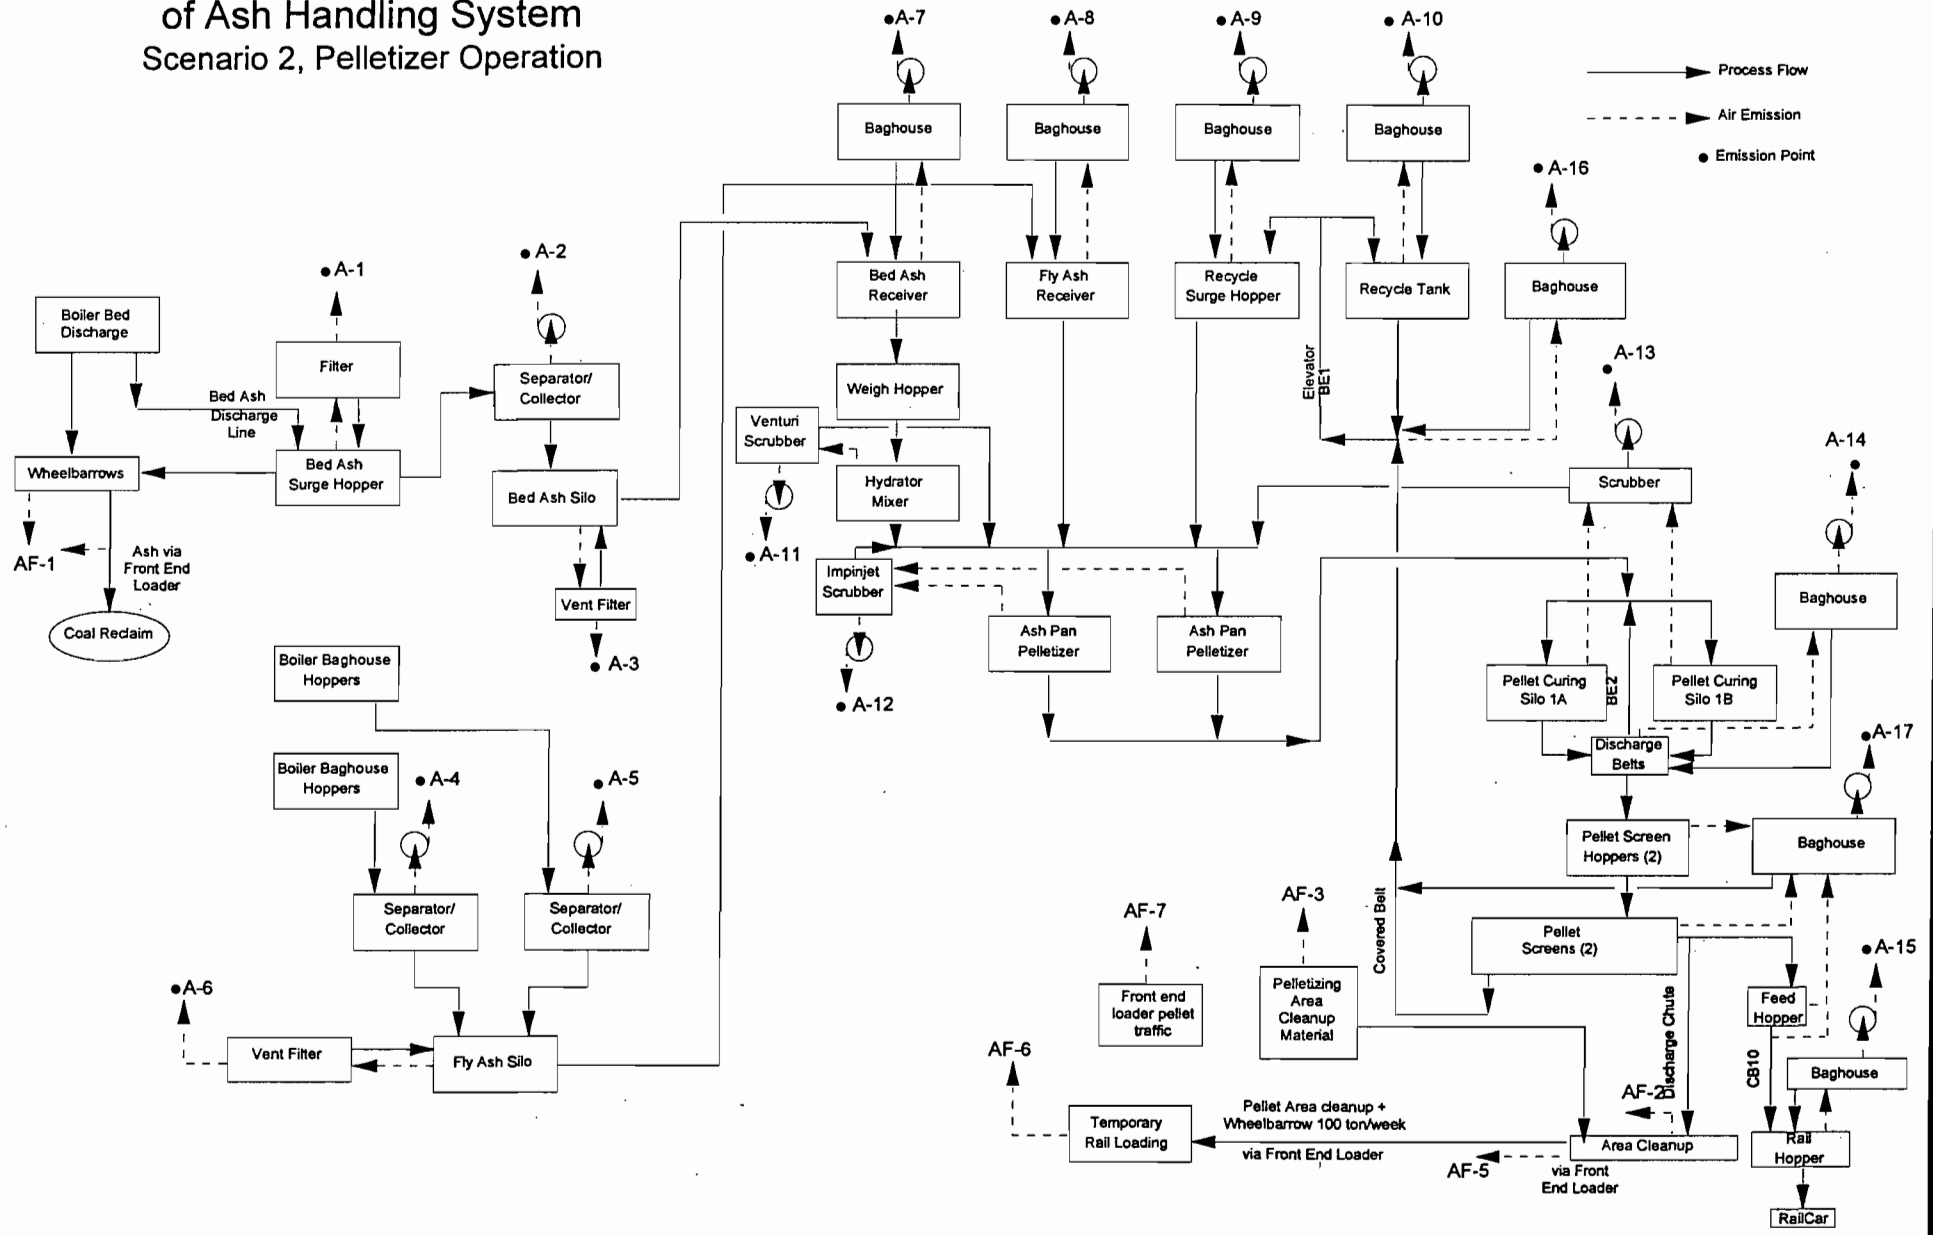 of Ash Handling System
Scenario 2, Pelletizer Operation
A-7
A-8
A-9
A-10
Process Flow
Air Emission
Emission Point
Baghouse
Baghouse
Baghouse
Baghouse
A-16
A-2
A-1
Bed Ash
Receiver
Fly Ash
Receiver
Recycle
Surge Hopper
Recycle Tank
Baghouse
Boiler Bed
Discharge
Filter
Separator/
Collector
Weigh Hopper
Elevator
BE1
A-13
Bed Ash
Discharge
Line
Venturi
Scrubber
A-14
Wheelbarrows
Bed Ash
Surge Hopper
Bed Ash Silo
Hydrator
Mixer
Scrubber
AF-1
Ash via
Front End
Loader
A-11
Impinjet
Scrubber
Vent Filter
Baghouse
Coal Reclaim
Ash Pan
Pelletizer
Ash Pan
Pelletizer
A-3
Boiler Baghouse
Hoppers
Pellet Curing
Silo 1A
BE2
Pellet Curing
Silo 1B
A-12
A-17
Discharge
Belts
Boiler Baghouse
Hoppers
A-4
A-5
Pellet Screen
Hoppers (2)
Baghouse
Separator/
Collector
Separator/
Collector
AF-7
AF-3
Covered Belt
Pellet
Screens (2)
A-15
A-6
Front end
loader pellet
traffic
Pelletizing
Area
Cleanup
Material
Discharge Chute
Feed
Hopper
Vent Filter
Fly Ash Silo
AF-6
CB10
Baghouse
AF-2
Temporary
Rail Loading
Pellet Area cleanup +
Wheelbarrow 100 ton/week
via Front End Loader
Area Cleanup
Rail
Hopper
AF-5
via Front
End Loader
RailCar